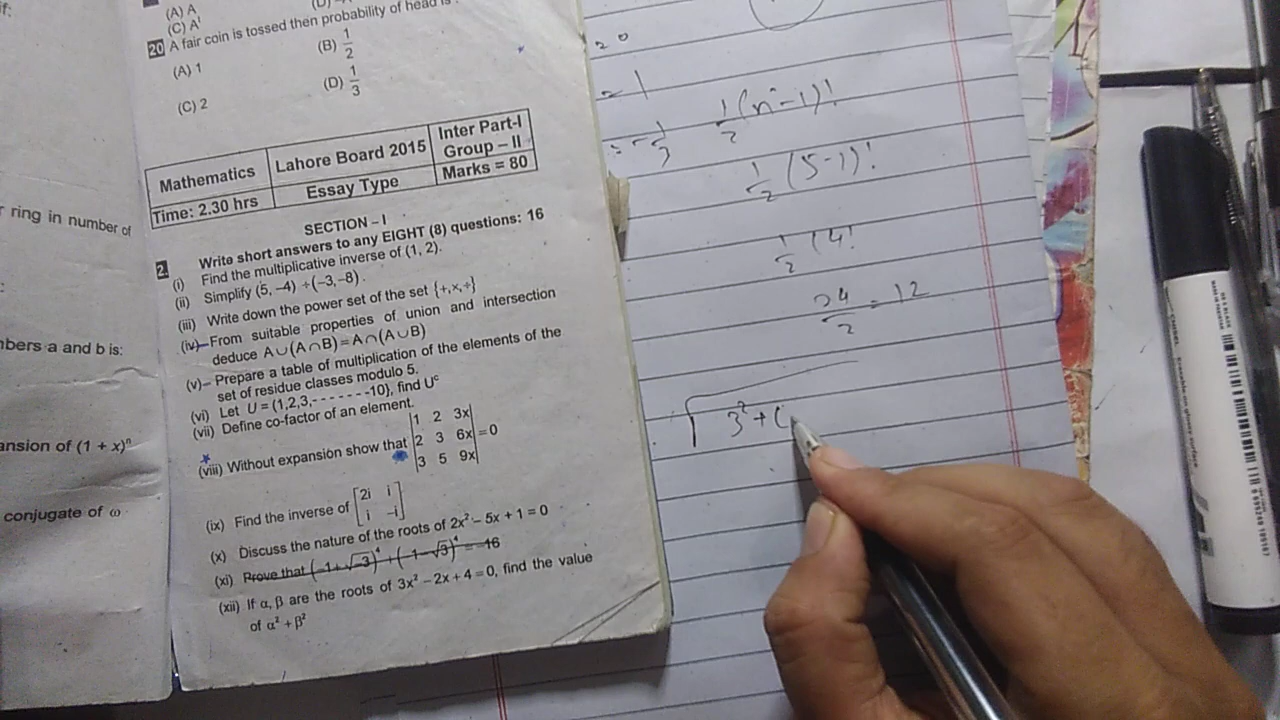 if:
(A) A
(C) A'
20 A fair coin is tossed then probability of head is
(A) 1
(B) 1/2
(C) 2
(D) 1/3
Mathematics
Lahore Board 2015
Inter Part-I
Group – II
Time: 2.30 hrs
Essay Type
Marks = 80
SECTION – I
2. Write short answers to any EIGHT (8) questions: 16
(i) Find the multiplicative inverse of (1, 2).
(ii) Simplify (5, –4) ÷(–3,–8).
(iii) Write down the power set of the set {+,x,÷}
(iv) From suitable properties of union and intersection
deduce A∪(A∩B)=A∩(A∪B)
(v) Prepare a table of multiplication of the elements of the
set of residue classes modulo 5.
(vi) Let U = {1,2,3,-------10}, find Uᶜ
(vii) Define co-factor of an element.
(viii) Without expansion show that |1 2 3x|
|2 3 6x| =0
|3 5 9x|
(ix) Find the inverse of [2i i]
[i –i]
(x) Discuss the nature of the roots of 2x² – 5x + 1 = 0
(xi) Prove that (–1+√–3)⁴ + (–1–√–3)⁴ = –16
(xii) If α, β are the roots of 3x² – 2x + 4 = 0, find the value
of α² + β²
r ring in number of
nbers a and b is:
ansion of (1 + x)ⁿ
conjugate of ω
1/2 (n-1)!
1/2 (5-1)!
1/2 (4!
24/2 = 12
√3² + (